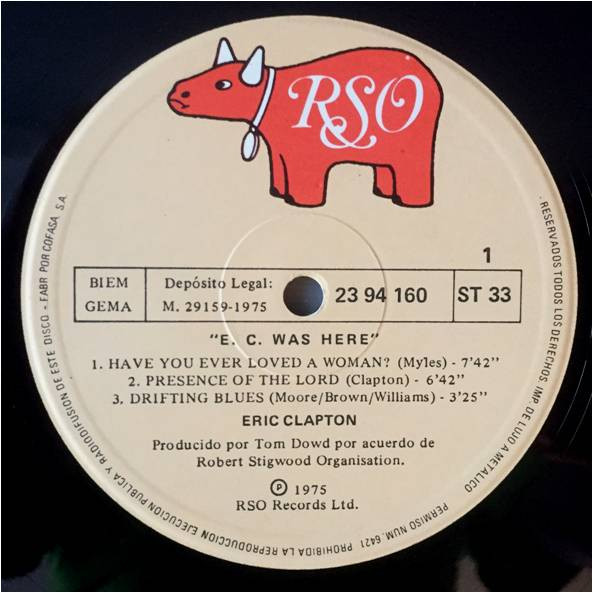 RSO
1
BIEM
GEMA
Depósito Legal:
M. 29159-1975
23 94 160
ST 33
"E. C. WAS HERE"
1. HAVE YOU EVER LOVED A WOMAN? (Myles) - 7'42"
2. PRESENCE OF THE LORD (Clapton) - 6'42"
3. DRIFTING BLUES (Moore/Brown/Williams) - 3'25"
ERIC CLAPTON
Producido por Tom Dowd por acuerdo de
Robert Stigwood Organisation.
Ⓟ 1975
RSO Records Ltd.
· RESERVADOS TODOS LOS DERECHOS. IMP. DE LUJO A METALICO PERMISO NUM. 6421 PROHIBIDA LA REPRODUCCION EJECUCION PUBLICA Y RADIODIFUSION DE ESTE DISCO - FABR POR COFASA S.A.